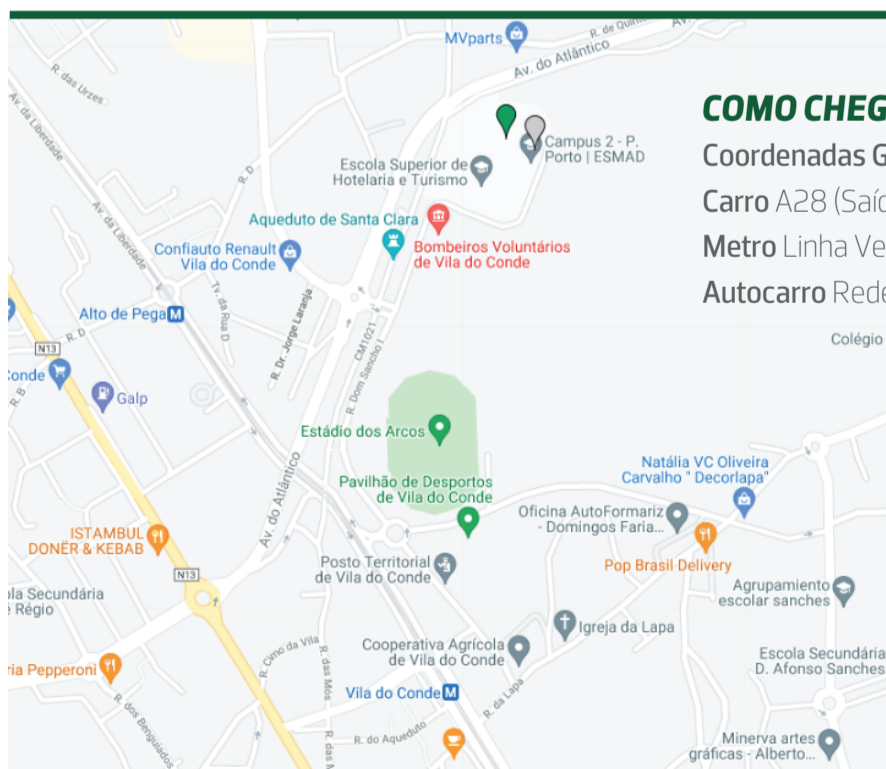 MVparts
R. de Quin
Av.
Av. do Atlântico
R. das Urzes
Av. da Liberdade
COMO CHEG
Coordenadas G
Carro A28 (Saíd
Metro Linha Ve
Autocarro Rede
Campus 2 - P.
Porto | ESMAD
Escola Superior de
Hotelaria e Turismo
R. D
Av. da Liberdade
Aqueduto de Santa Clara
Bombeiros Voluntários
de Vila do Conde
Confiauto Renault
Vila do Conde
Tv. da Rua D
R. Dr. Jorge Laranja
Alto de Pega M
CM1021
R. Dom Sancho I
R. D
N13
Conde
R. B
Galp
Colégio
Estádio dos Arcos
Pavilhão de Desportos
de Vila do Conde
Av. do Atlântico
Natália VC Oliveira
Carvalho " Decorlapa"
Oficina AutoFormariz
- Domingos Faria...
ISTAMBUL
DONËR & KEBAB
Pop Brasil Delivery
Posto Territorial
de Vila do Conde
N13
Agrupamiento
escolar sanches
ola Secundária
é Régio
Igreja da Lapa
Cooperativa Agrícola
de Vila do Conde
R. Cimo da Vila
R. das Mós
Escola Secundária
D. Afonso Sanches
ria Pepperoni
Vila do Conde M
R. da Lapa
R. dos Benguiados
R. do Aqueduto
R. das M
Minerva artes
gráficas - Alberto...